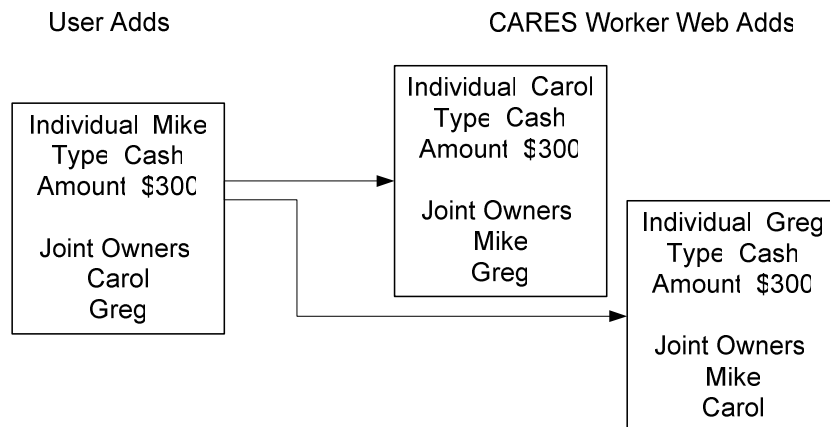 User Adds
CARES Worker Web Adds
Individual Mike
Type Cash
Amount $300
Joint Owners
Carol
Greg
Individual Carol
Type Cash
Amount $300
Joint Owners
Mike
Greg
Individual Greg
Type Cash
Amount $300
Joint Owners
Mike
Carol